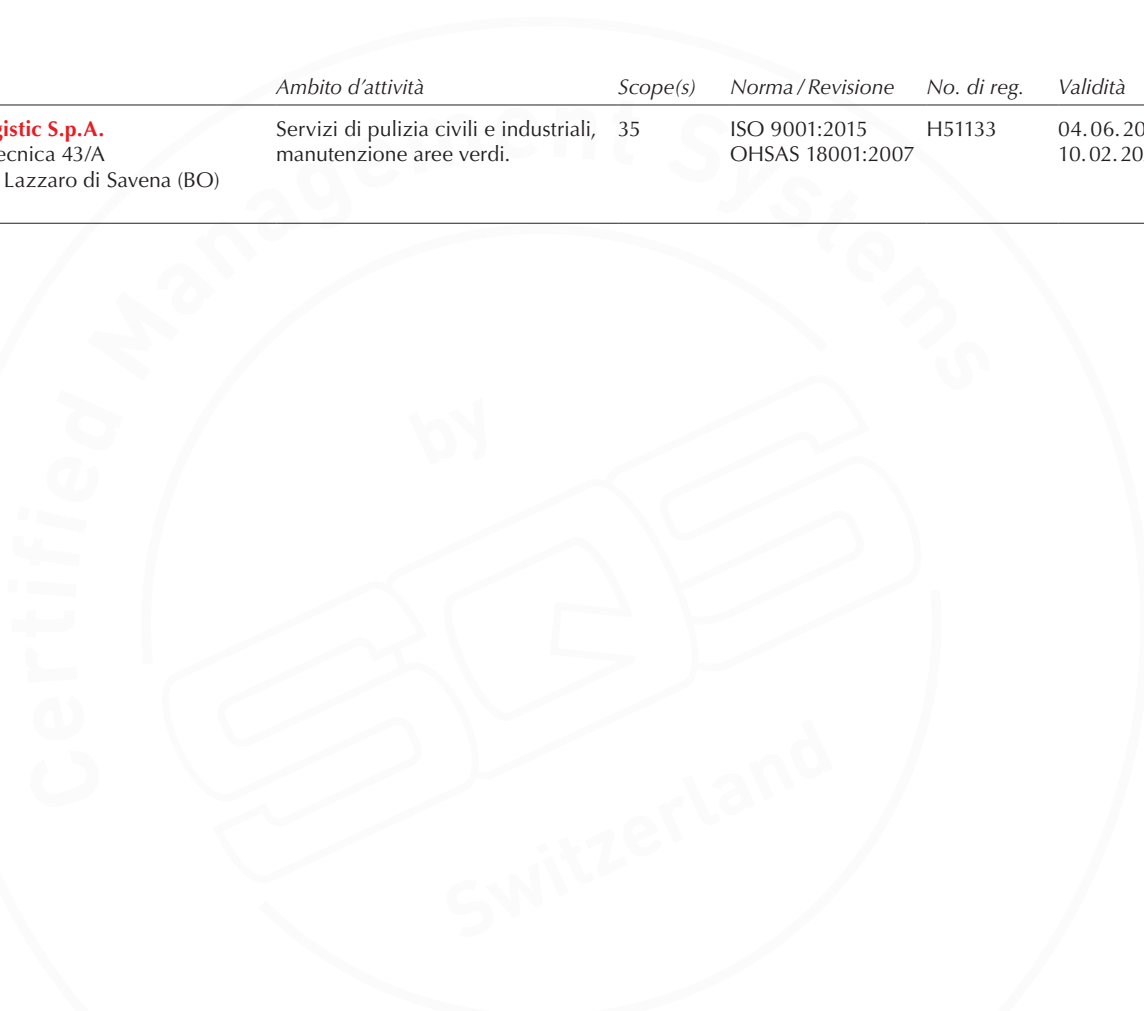 Ambito d'attività Scope(s) Norma / Revisione No. di reg. Validità
gistic S.p.A. Servizi di pulizia civili e industriali, 35 ISO 9001:2015 H51133 04.06.20
ecnica 43/A manutenzione aree verdi. OHSAS 18001:2007 10.02.20
Lazzaro di Savena (BO)
Certified Management Systems
by
SQS
Switzerland